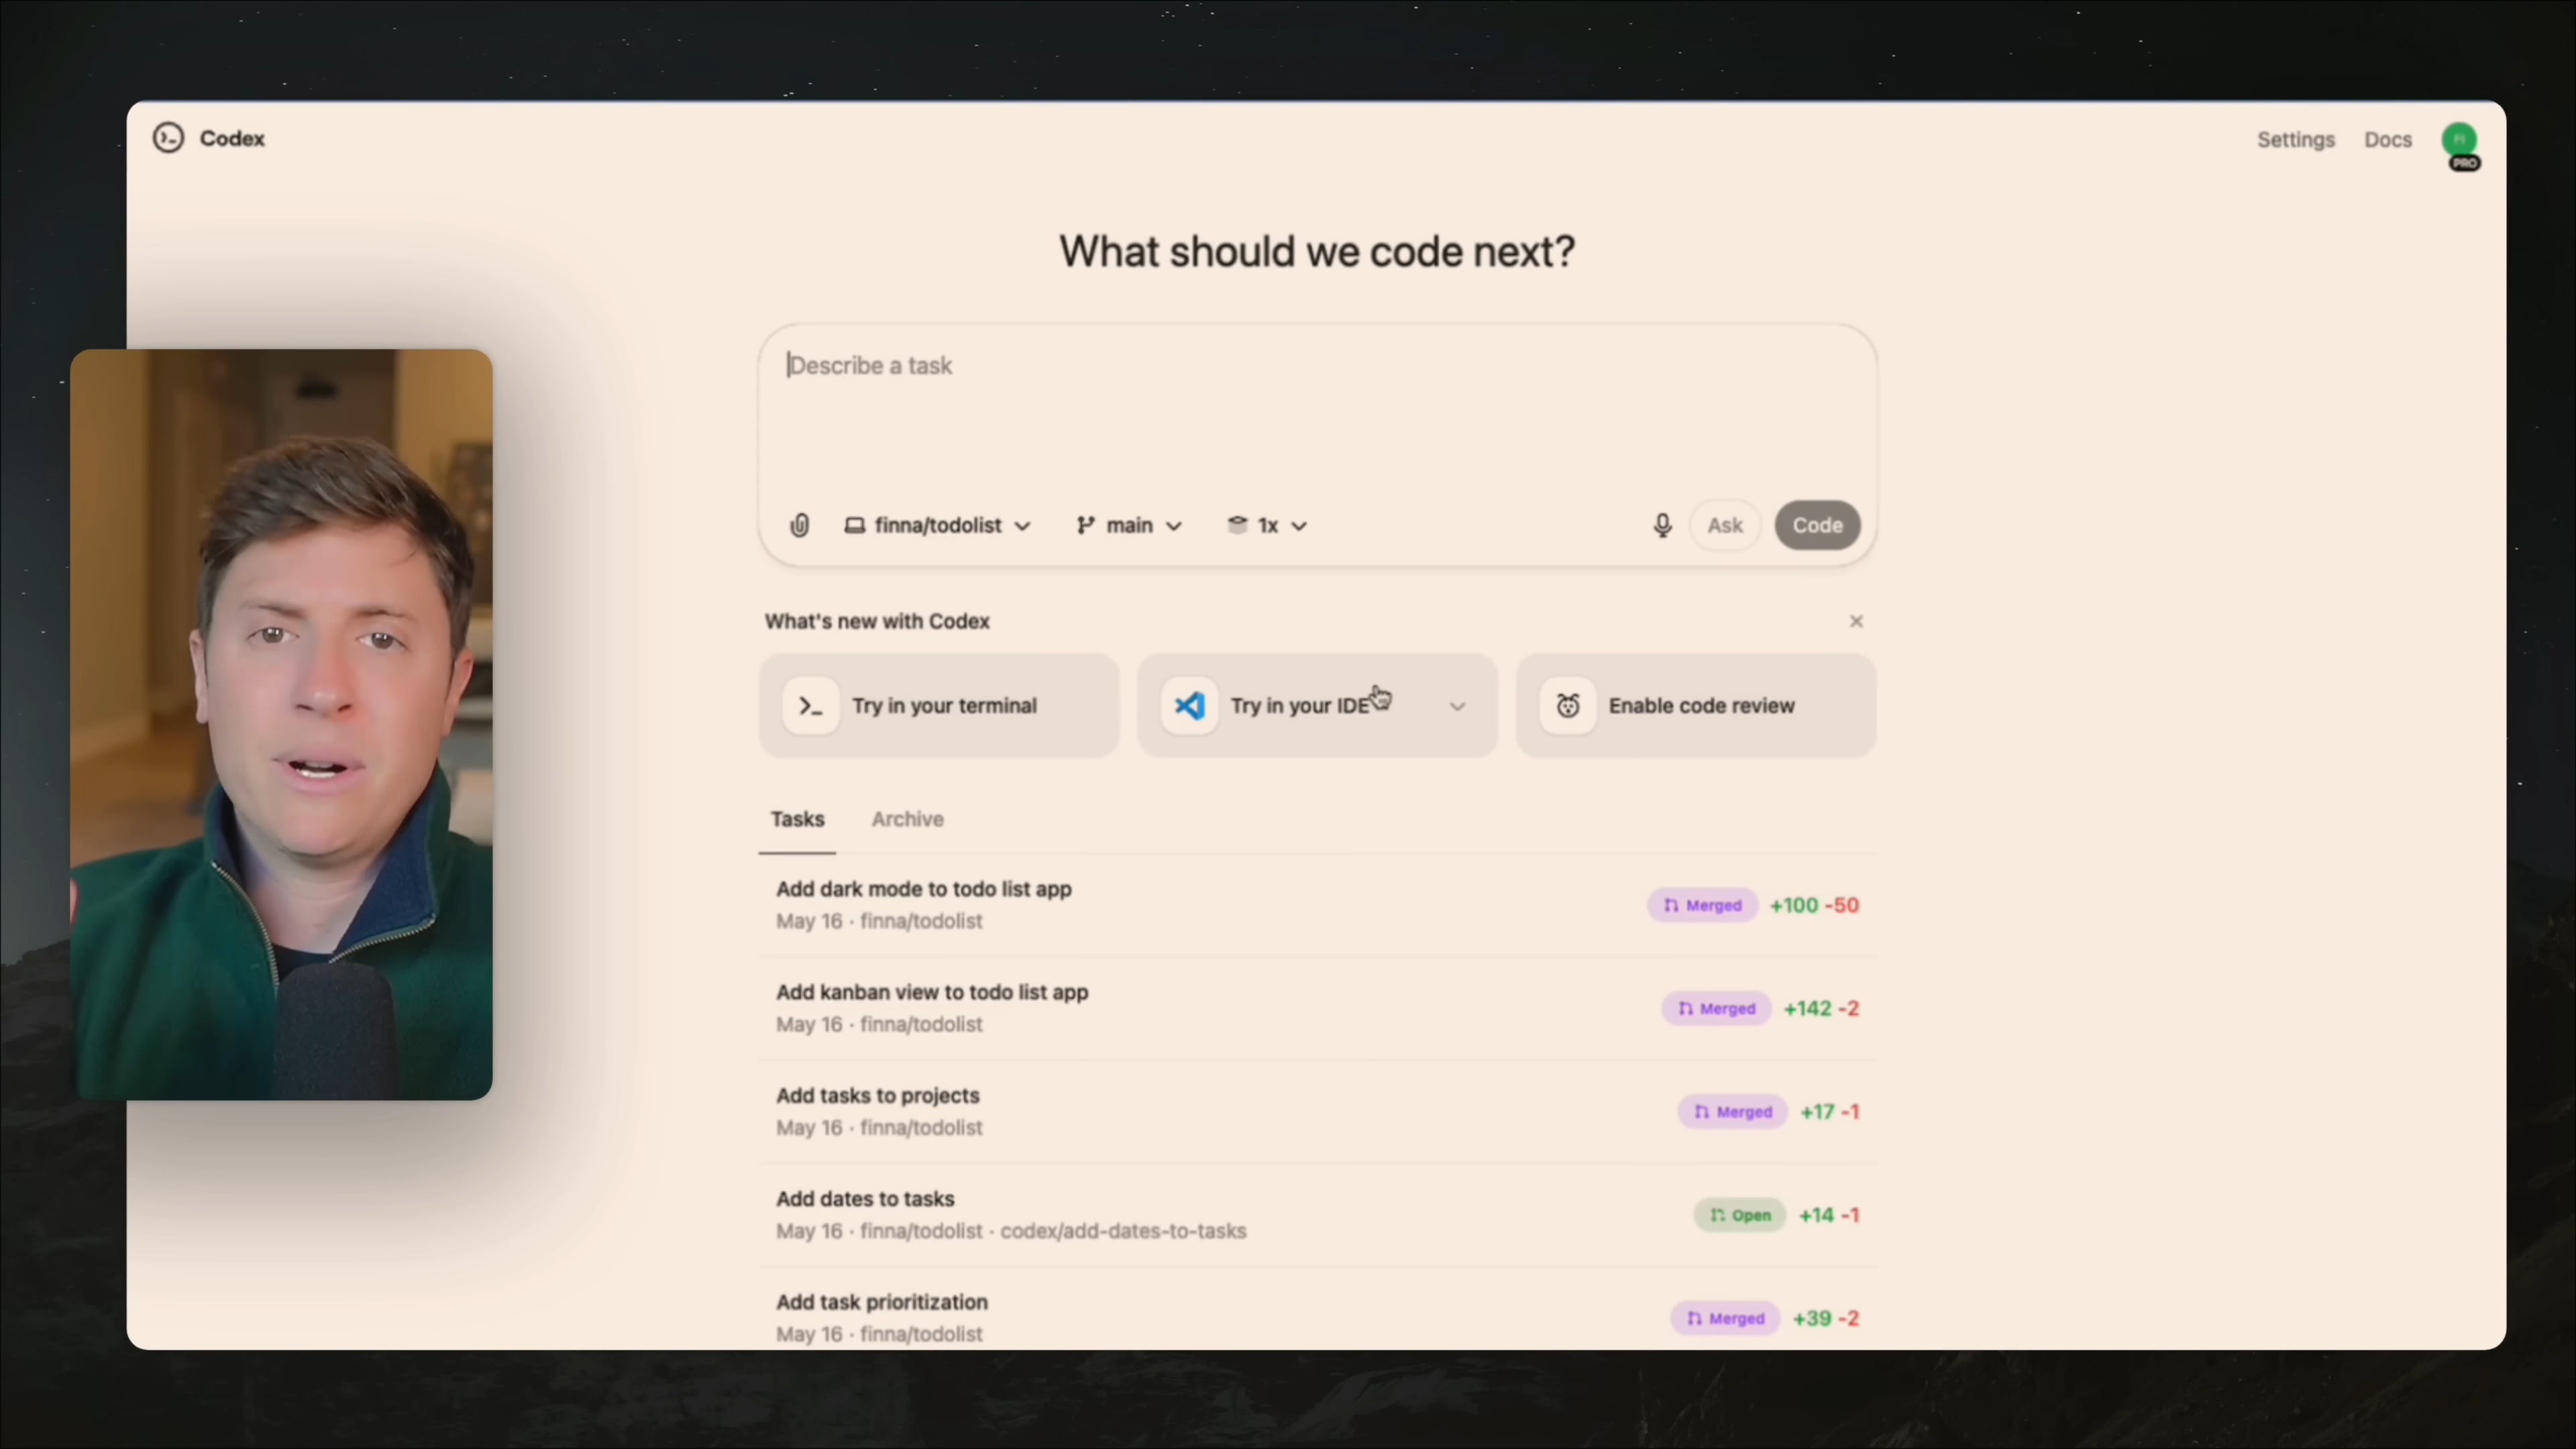 Codex
Settings Docs
PRO
What should we code next?
Describe a task
finna/todolist main 1x Ask Code
What's new with Codex
Try in your terminal
Try in your IDE
Enable code review
Tasks Archive
Add dark mode to todo list app
May 16 · finna/todolist
Merged +100 -50
Add kanban view to todo list app
May 16 · finna/todolist
Merged +142 -2
Add tasks to projects
May 16 · finna/todolist
Merged +17 -1
Add dates to tasks
May 16 · finna/todolist · codex/add-dates-to-tasks
Open +14 -1
Add task prioritization
May 16 · finna/todolist
Merged +39 -2